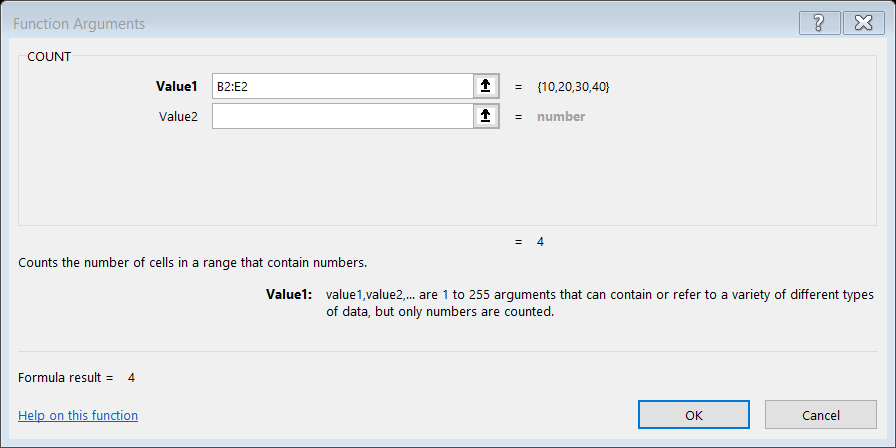 Function Arguments
COUNT
Value1 B2:E2 = {10,20,30,40}
Value2 = number
= 4
Counts the number of cells in a range that contain numbers.
Value1: value1,value2,... are 1 to 255 arguments that can contain or refer to a variety of different types
of data, but only numbers are counted.
Formula result = 4
Help on this function
OK Cancel